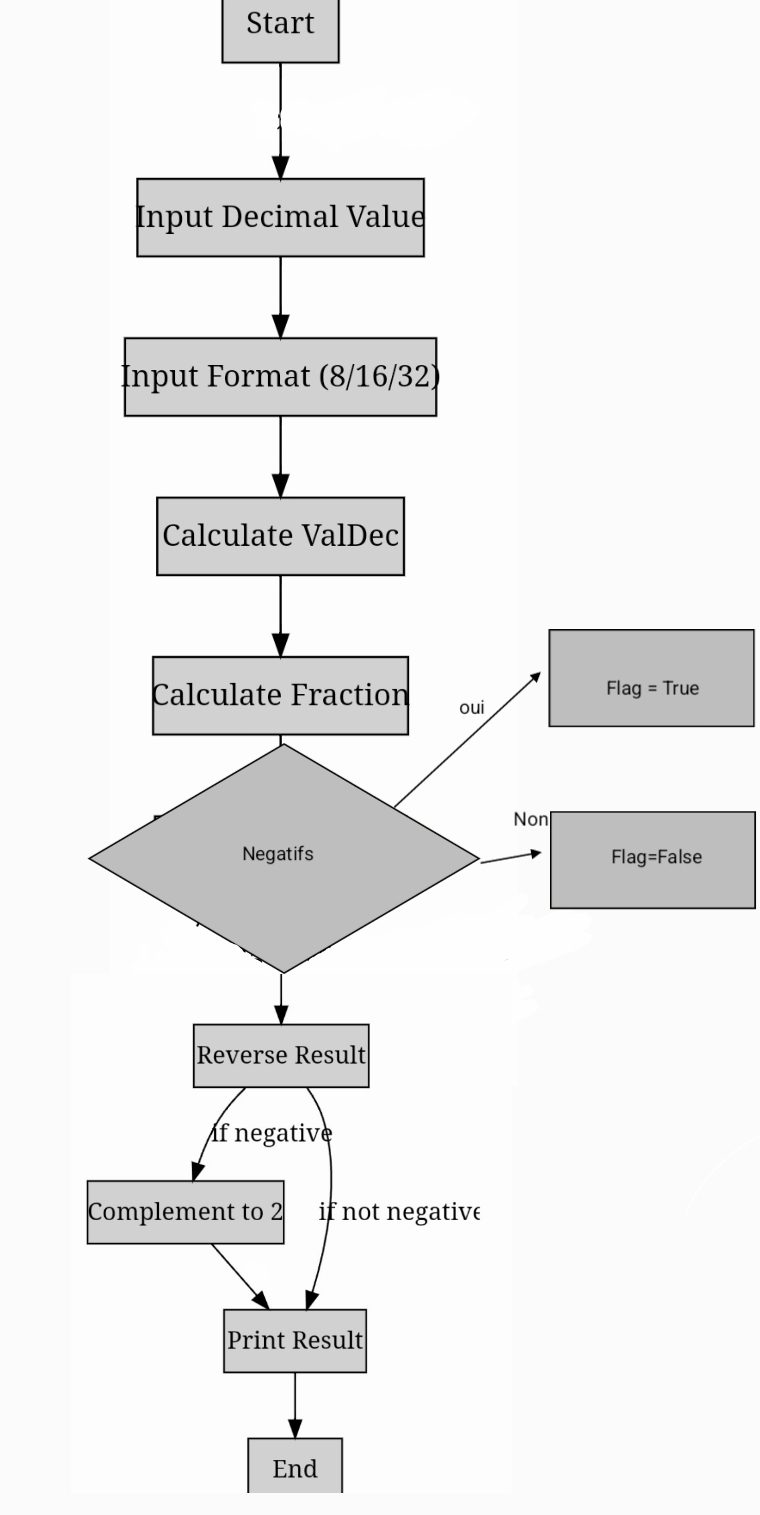 Start
Input Decimal Value
Input Format (8/16/32)
Calculate ValDec
Calculate Fraction
oui
Flag = True
Negatifs
Non
Flag=False
Reverse Result
if negative
Complement to 2
if not negative
Print Result
End